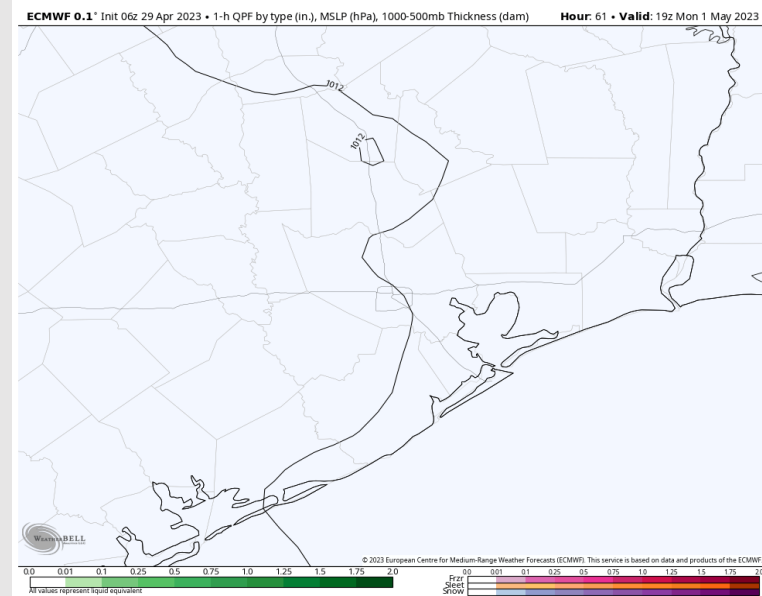 ECMWF 0.1° Init 06z 29 Apr 2023 • 1-h QPF by type (in.), MSLP (hPa), 1000-500mb Thickness (dam) Hour: 61 • Valid: 19z Mon 1 May 2023
1012
1012
WEATHERBELL
© 2023 European Centre for Medium-Range Weather Forecasts (ECMWF). This service is based on data and products of the ECMWF
0.0 0.01 0.1 0.25 0.5 0.75 1.0 1.25 1.5 1.75 2.0
All values represent liquid equivalent
0.0 0.01 0.1 0.25 0.5 0.75 1.0 1.25 1.5 1.75 2.0
Frzr
Sleet
Snow